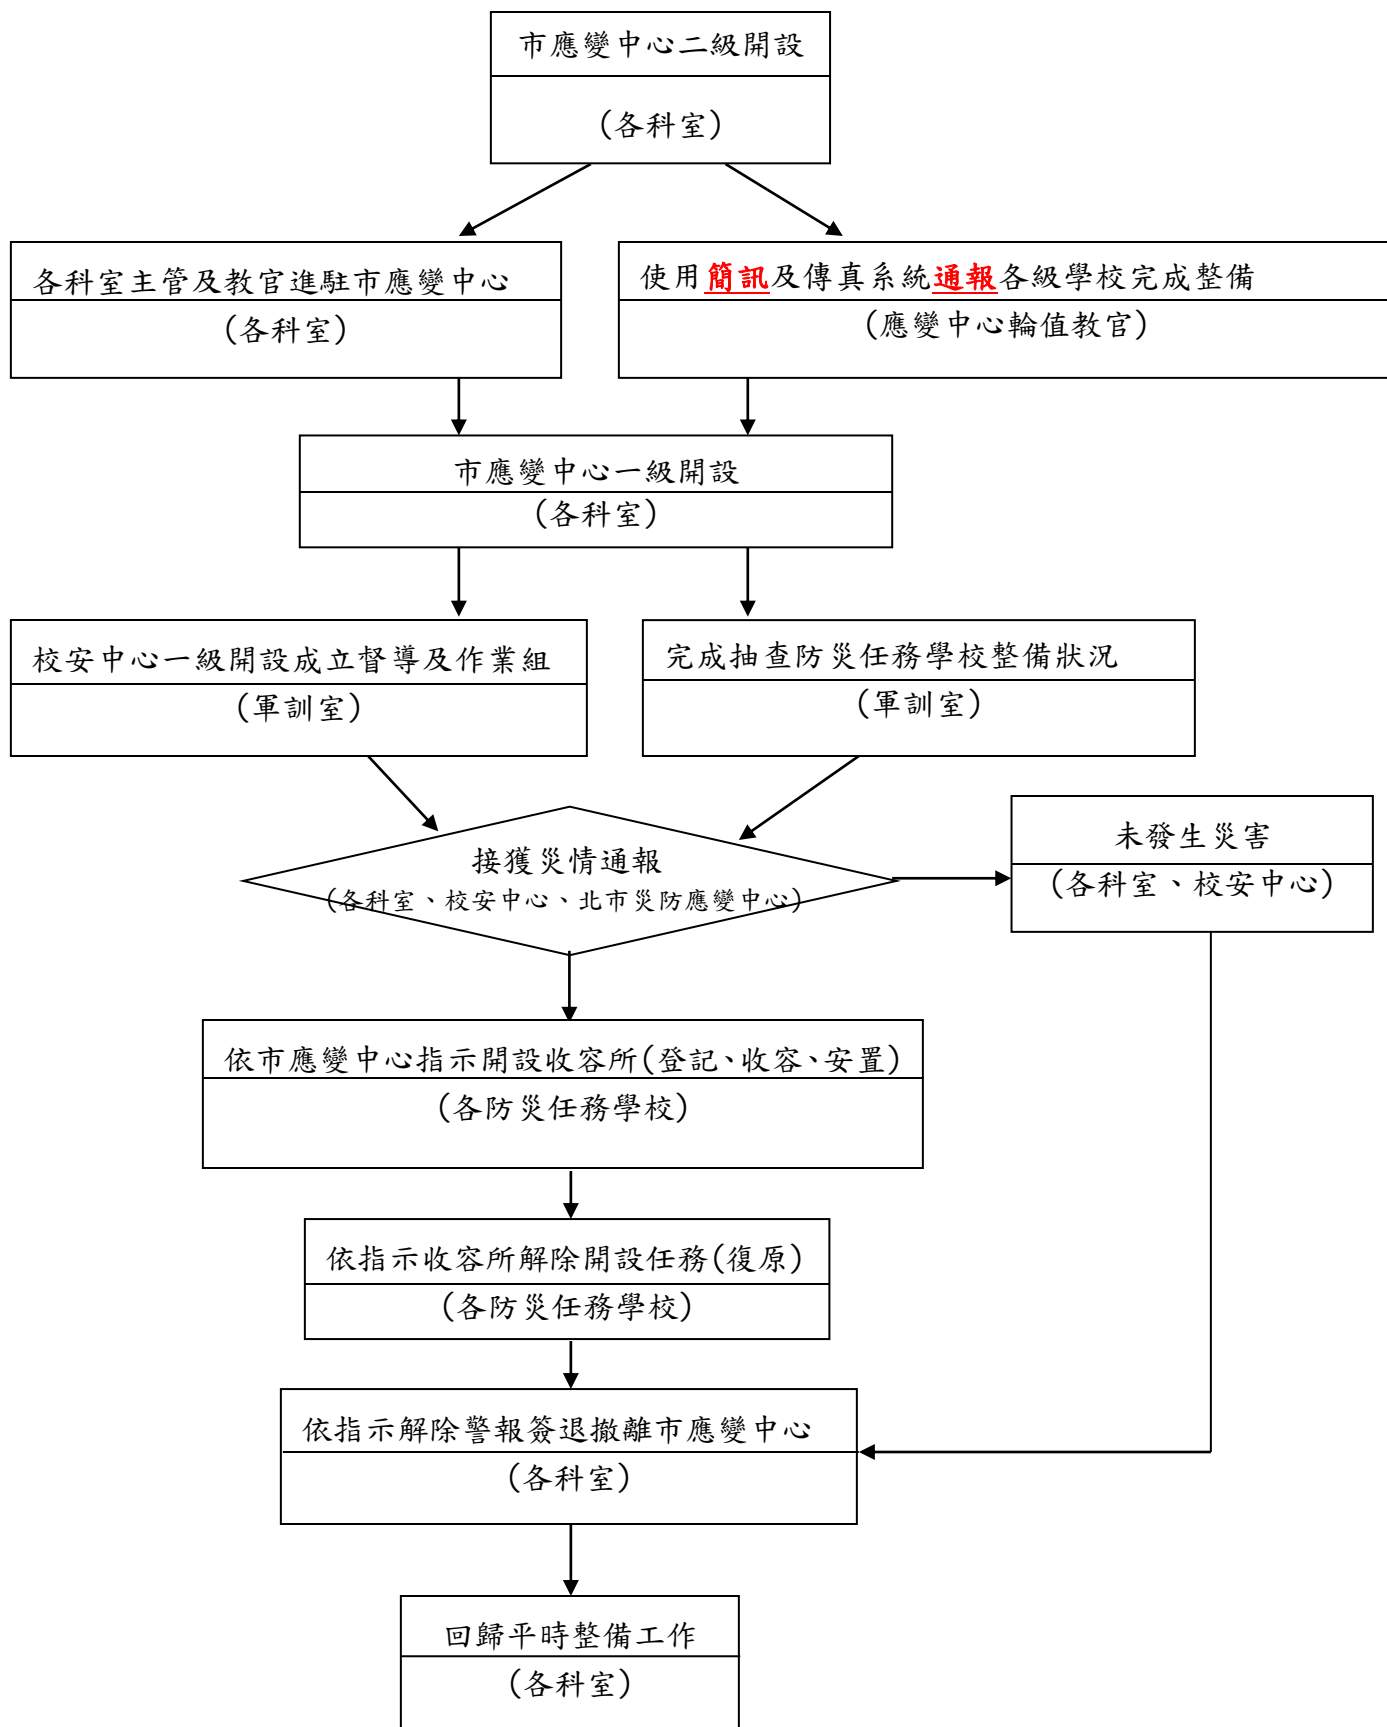 市應變中心二級開設
(各科室)
各科室主管及教官進駐市應變中心
(各科室)
使用簡訊及傳真系統通報各級學校完成整備
(應變中心輪值教官)
市應變中心一級開設
(各科室)
校安中心一級開設成立督導及作業組
(軍訓室)
完成抽查防災任務學校整備狀況
(軍訓室)
接獲災情通報
(各科室、校安中心、北市災防應變中心)
未發生災害
(各科室、校安中心)
依市應變中心指示開設收容所(登記、收容、安置)
(各防災任務學校)
依指示收容所解除開設任務(復原)
(各防災任務學校)
依指示解除警報簽退撤離市應變中心
(各科室)
回歸平時整備工作
(各科室)